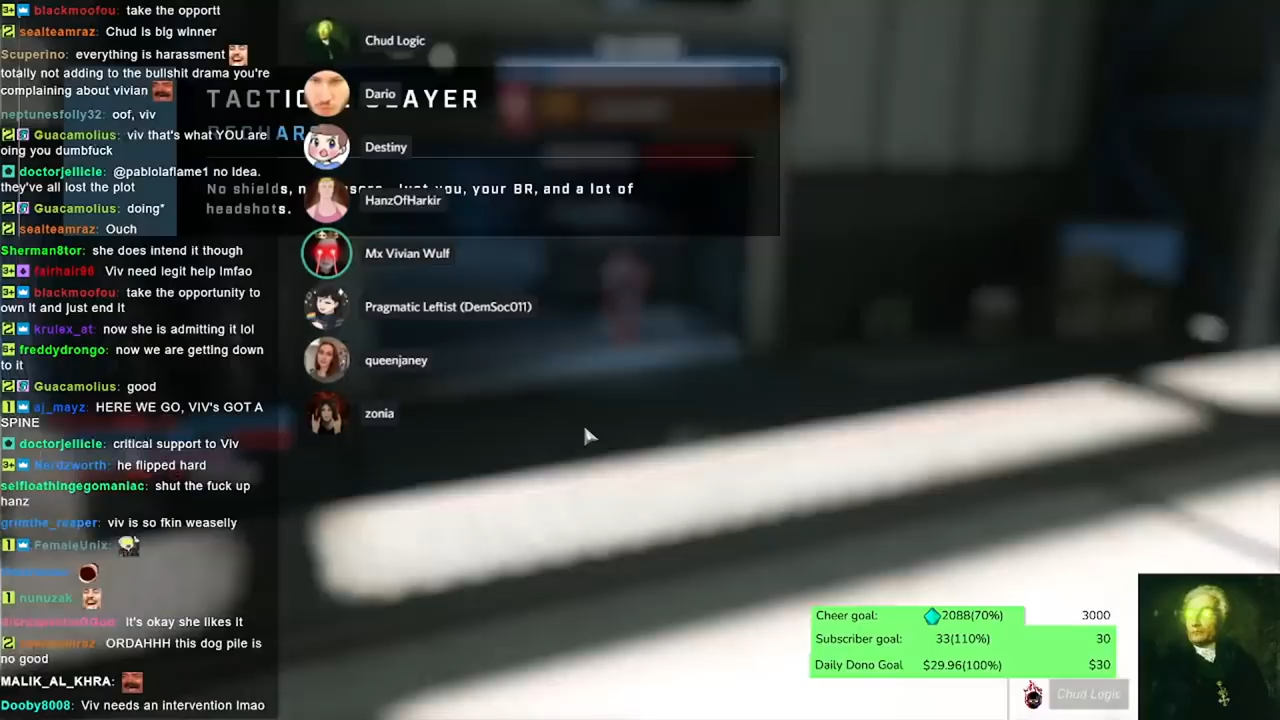 blackmoofou: take the opportt
sealteamraz: Chud is big winner
Scuperino: everything is harassment
totally not adding to the bullshit drama you're
complaining about vivian
neptunesfolly32: oof, viv
Guacamolius: viv that's what YOU are
oing you dumbfuck
doctorjellicle: @pablolaflame1 no idea.
they've all lost the plot
Guacamolius: doing*
sealteamraz: Ouch
Sherman8tor: she does intend it though
fairhair96 Viv need legit help lmfao
blackmoofou: take the opportunity to
own it and just end it
krulex_at: now she is admitting it lol
freddydrongo: now we are getting down
to it
Guacamolius: good
aj_mayz: HERE WE GO, VIV's GOT A
SPINE
doctorjellicle: critical support to Viv
Nerdzworth: he flipped hard
selfloathingegomaniac: shut the fuck up
hanz
grimthe_reaper: viv is so fkin weaselly
FemaleUnix:
nunuzak
It's okay she likes it
ORDAHHH this dog pile is
no good
MALIK_AL_KHRA:
Dooby8008: Viv needs an intervention lmao
TACTIC LAYER
No shields, n Just you, your BR, and a lot of
headshots.
Chud Logic
Dario
Destiny
HanzOfHarkir
Mx Vivian Wulf
Pragmatic Leftist (DemSoc011)
queenjaney
zonia
Cheer goal: 2088(70%) 3000
Subscriber goal: 33(110%) 30
Daily Dono Goal $29.96(100%) $30
Chud Logic